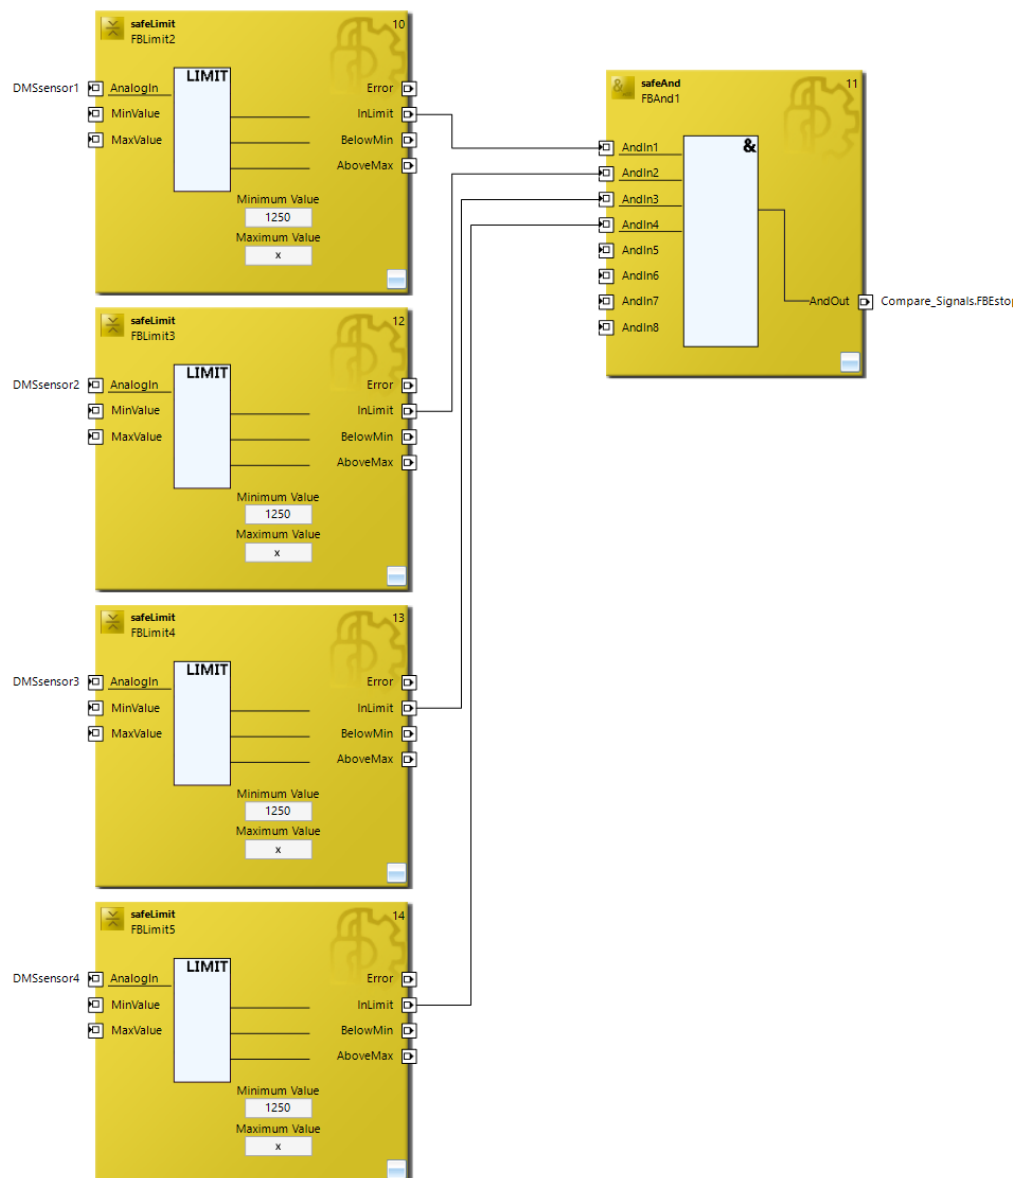 safeLimit 10
FBLimit2
LIMIT
DMSsensor1 AnalogIn Error
MinValue InLimit
MaxValue BelowMin
AboveMax
Minimum Value
1250
Maximum Value
x
safeAnd 11
FBAnd1
&
AndIn1
AndIn2
AndIn3
AndIn4
AndIn5
AndIn6
AndIn7
AndIn8
AndOut Compare_Signals.FBEstop
safeLimit 12
FBLimit3
LIMIT
DMSsensor2 AnalogIn Error
MinValue InLimit
MaxValue BelowMin
AboveMax
Minimum Value
1250
Maximum Value
x
safeLimit 13
FBLimit4
LIMIT
DMSsensor3 AnalogIn Error
MinValue InLimit
MaxValue BelowMin
AboveMax
Minimum Value
1250
Maximum Value
x
safeLimit 14
FBLimit5
LIMIT
DMSsensor4 AnalogIn Error
MinValue InLimit
MaxValue BelowMin
AboveMax
Minimum Value
1250
Maximum Value
x